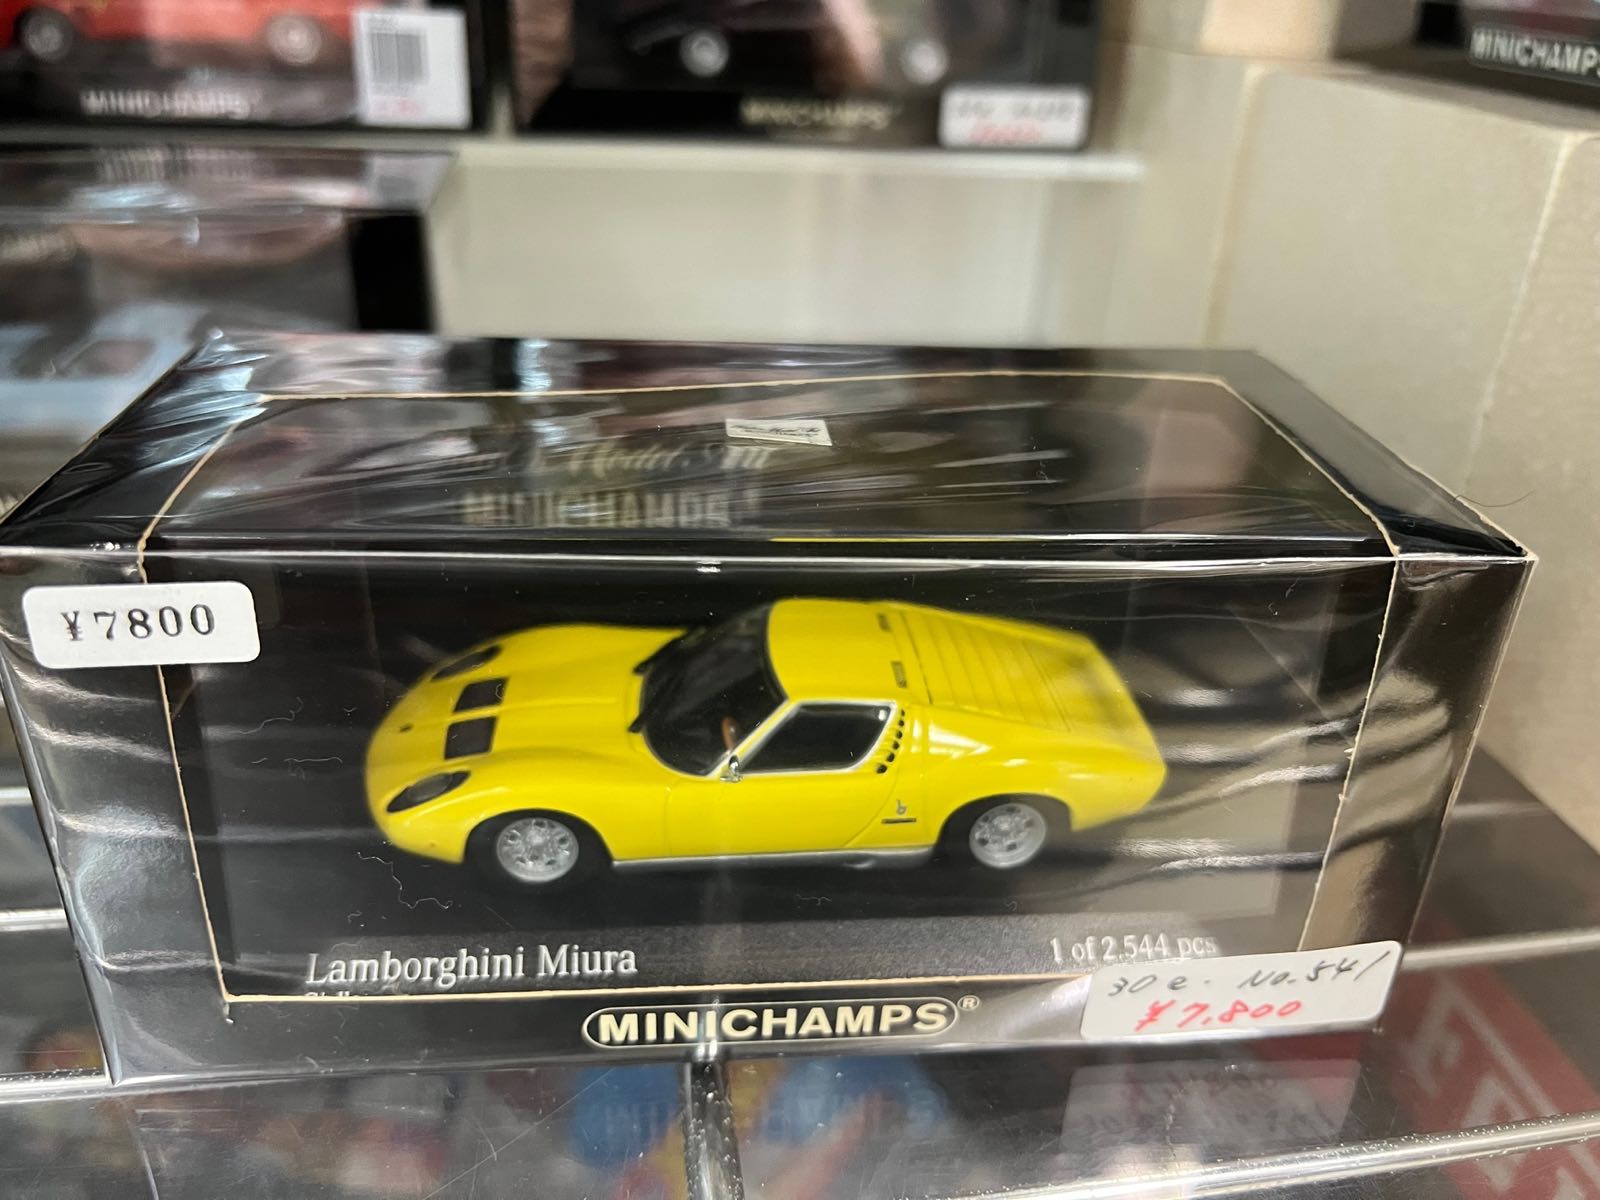 MINICHAMPS
MINICHAMPS
MINICHAMPS
MINICHAMPS
¥7800
Lamborghini Miura
1 of 2.544 pcs
30e. No.541
¥7,800
MINICHAMPS®